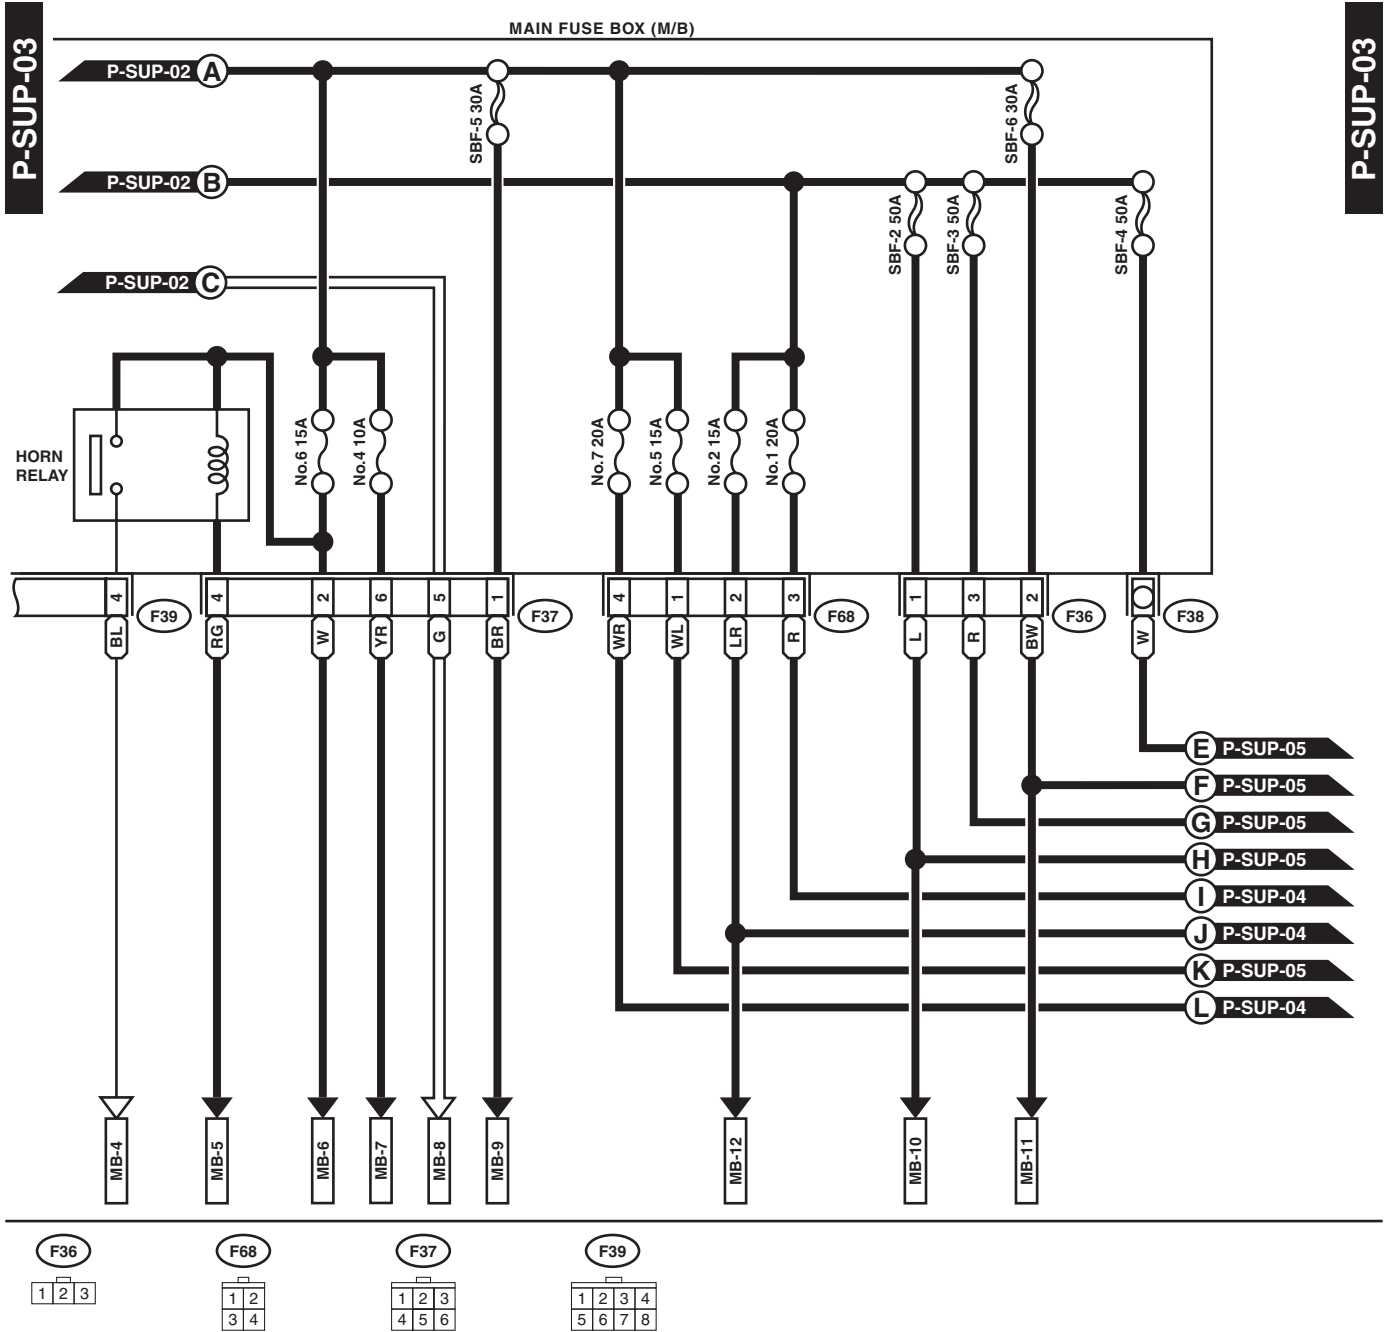 P-SUP-03
P-SUP-03
MAIN FUSE BOX (M/B)
P-SUP-02 A
SBF-5 30A
SBF-6 30A
P-SUP-02 B
SBF-2 50A
SBF-3 50A
SBF-4 50A
P-SUP-02 C
HORN
RELAY
No.6 15A
No.4 10A
No.7 20A
No.5 15A
No.2 15A
No.1 20A
4 F39 4 2 6 5 1 F37 4 1 2 3 F68 1 3 2 F36 F38
BL RG W YR G BR WR WL LR R L R BW W
E P-SUP-05
F P-SUP-05
G P-SUP-05
H P-SUP-05
I P-SUP-04
J P-SUP-04
K P-SUP-05
L P-SUP-04
MB-4 MB-5 MB-6 MB-7 MB-8 MB-9 MB-12 MB-10 MB-11
F36 F68 F37 F39
1 2 3
1 2
3 4
1 2 3
4 5 6
1 2 3 4
5 6 7 8